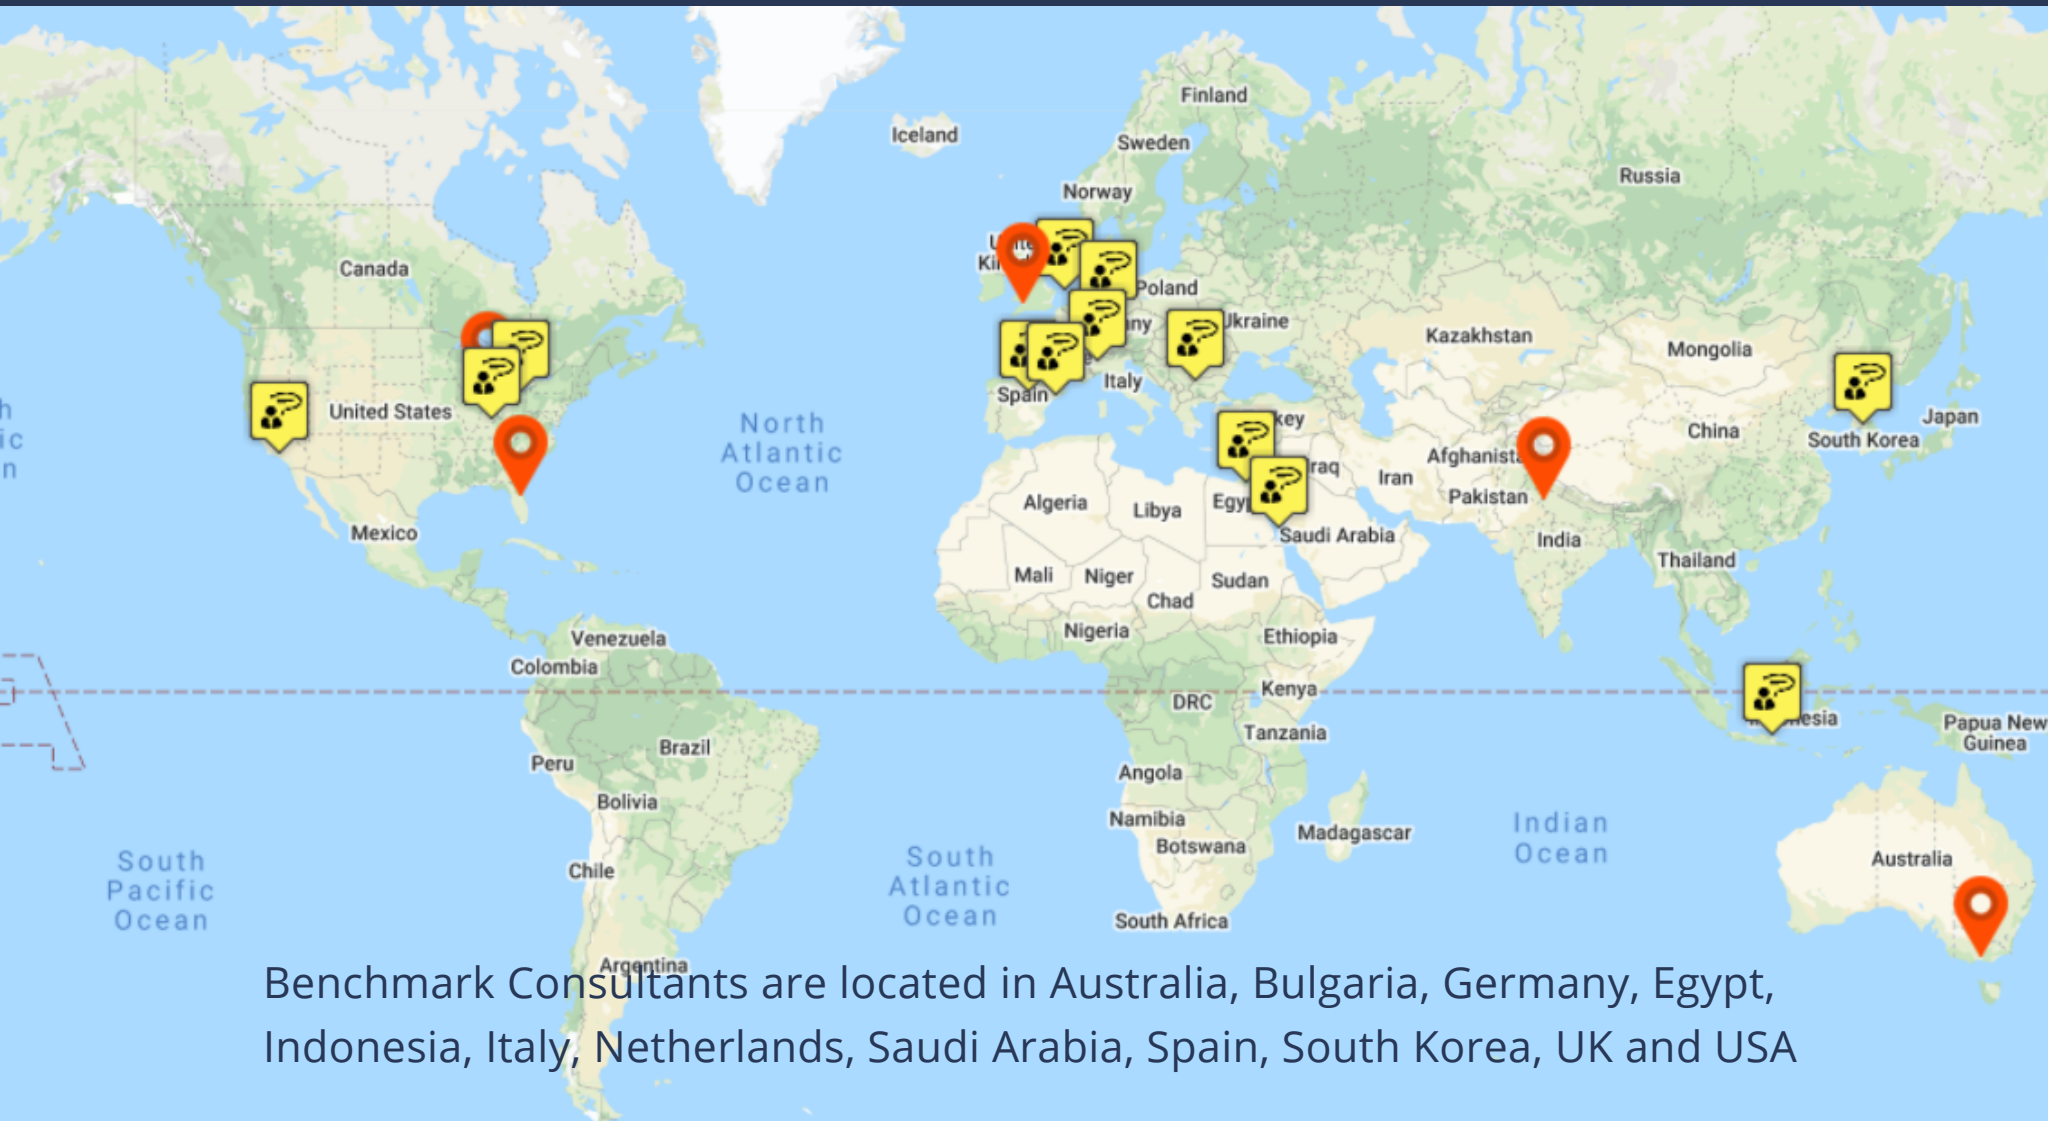 Finland
Iceland
Sweden
Russia
Norway
Canada
Poland
Ukraine
Kazakhstan
Mongolia
Italy
Spain
United States
North
Atlantic
Ocean
Japan
China
South Korea
Afghanist
Iran
Pakistan
Algeria
Libya
Egyp
Mexico
Saudi Arabia
India
Thailand
Mali
Niger
Sudan
Chad
Nigeria
Ethiopia
Venezuela
Colombia
Kenya
DRC
Papua New
Guinea
Tanzania
Brazil
Peru
Angola
Bolivia
Namibia
Madagascar
Indian
Ocean
Botswana
South
Pacific
Ocean
South
Atlantic
Ocean
Australia
Chile
South Africa
Argentina
Benchmark Consultants are located in Australia, Bulgaria, Germany, Egypt,
Indonesia, Italy, Netherlands, Saudi Arabia, Spain, South Korea, UK and USA